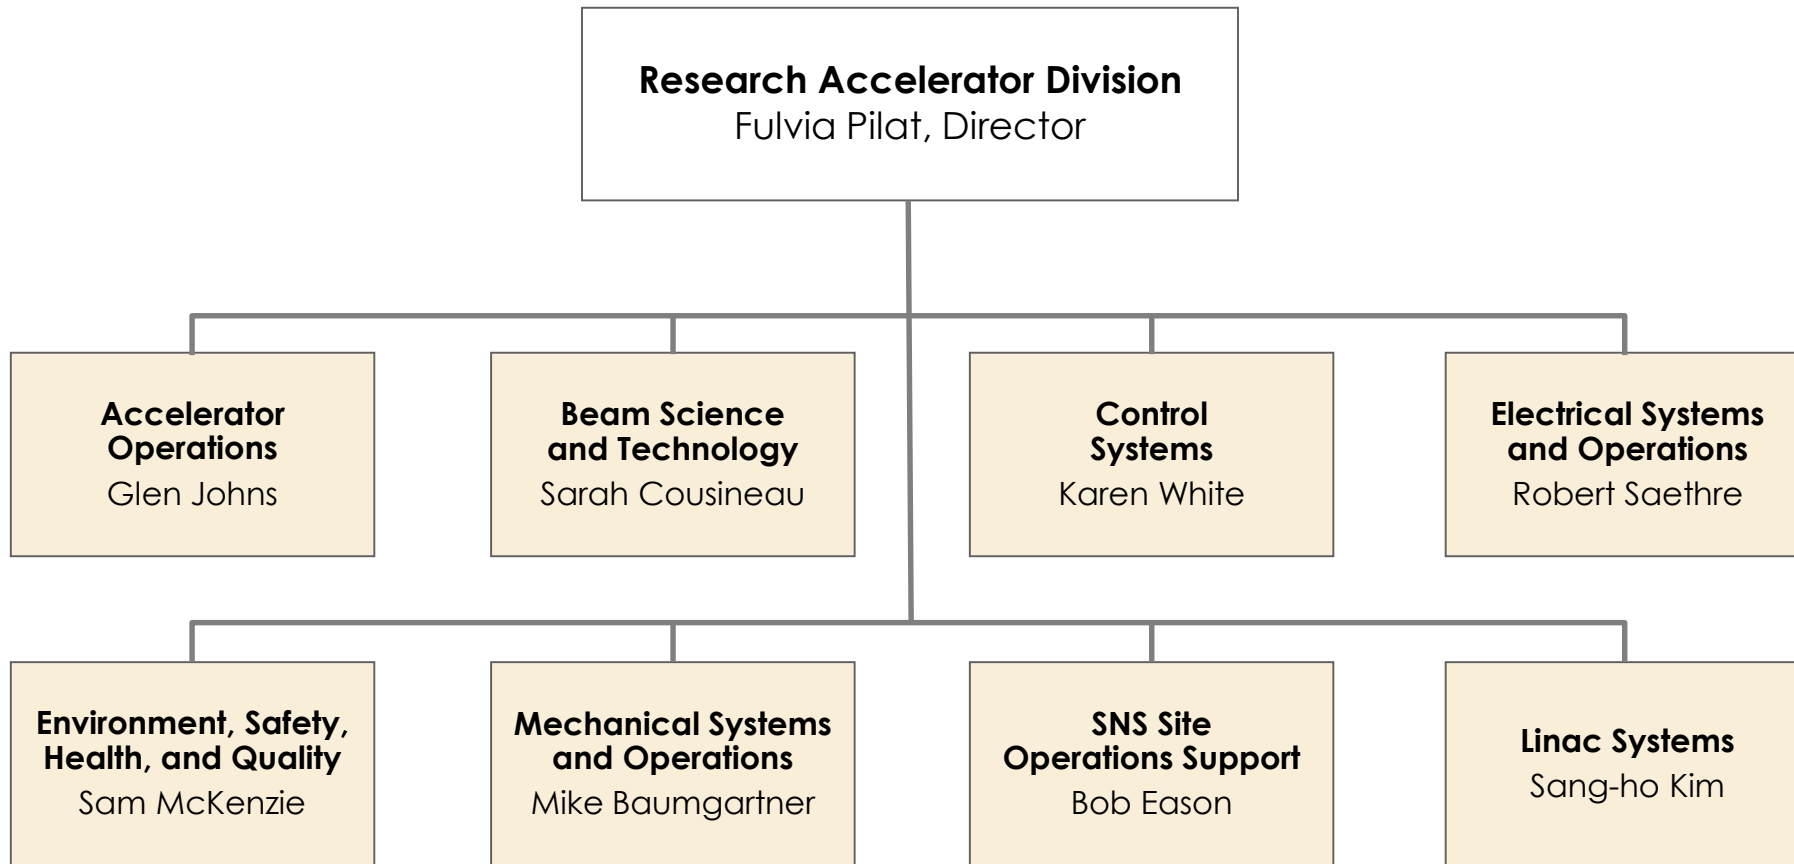 Research Accelerator Division
Fulvia Pilat, Director
Accelerator
Operations
Glen Johns
Beam Science
and Technology
Sarah Cousineau
Control
Systems
Karen White
Electrical Systems
and Operations
Robert Saethre
Environment, Safety,
Health, and Quality
Sam McKenzie
Mechanical Systems
and Operations
Mike Baumgartner
SNS Site
Operations Support
Bob Eason
Linac Systems
Sang-ho Kim